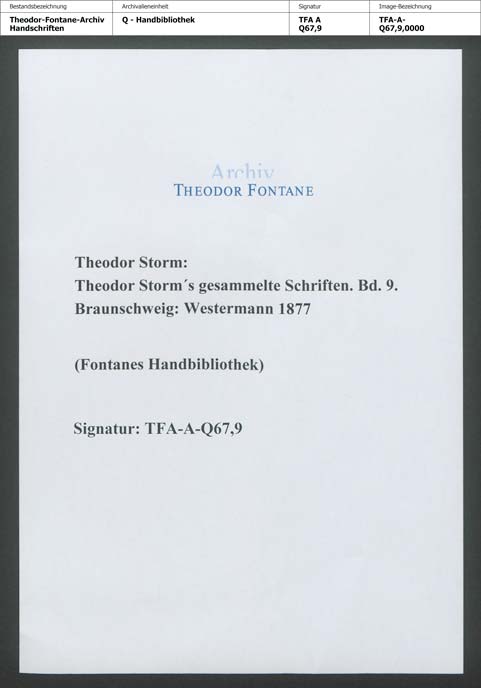 Bestandsbezeichnung Archivalieneinheit Signatur Image-Bezeichnung
Theodor-Fontane-Archiv Q - Handbibliothek TFA A TFA-A-
Handschriften Q67,9 Q67,9,0000
Archiv
THEODOR FONTANE
Theodor Storm:
Theodor Storm´s gesammelte Schriften. Bd. 9.
Braunschweig: Westermann 1877
(Fontanes Handbibliothek)
Signatur: TFA-A-Q67,9